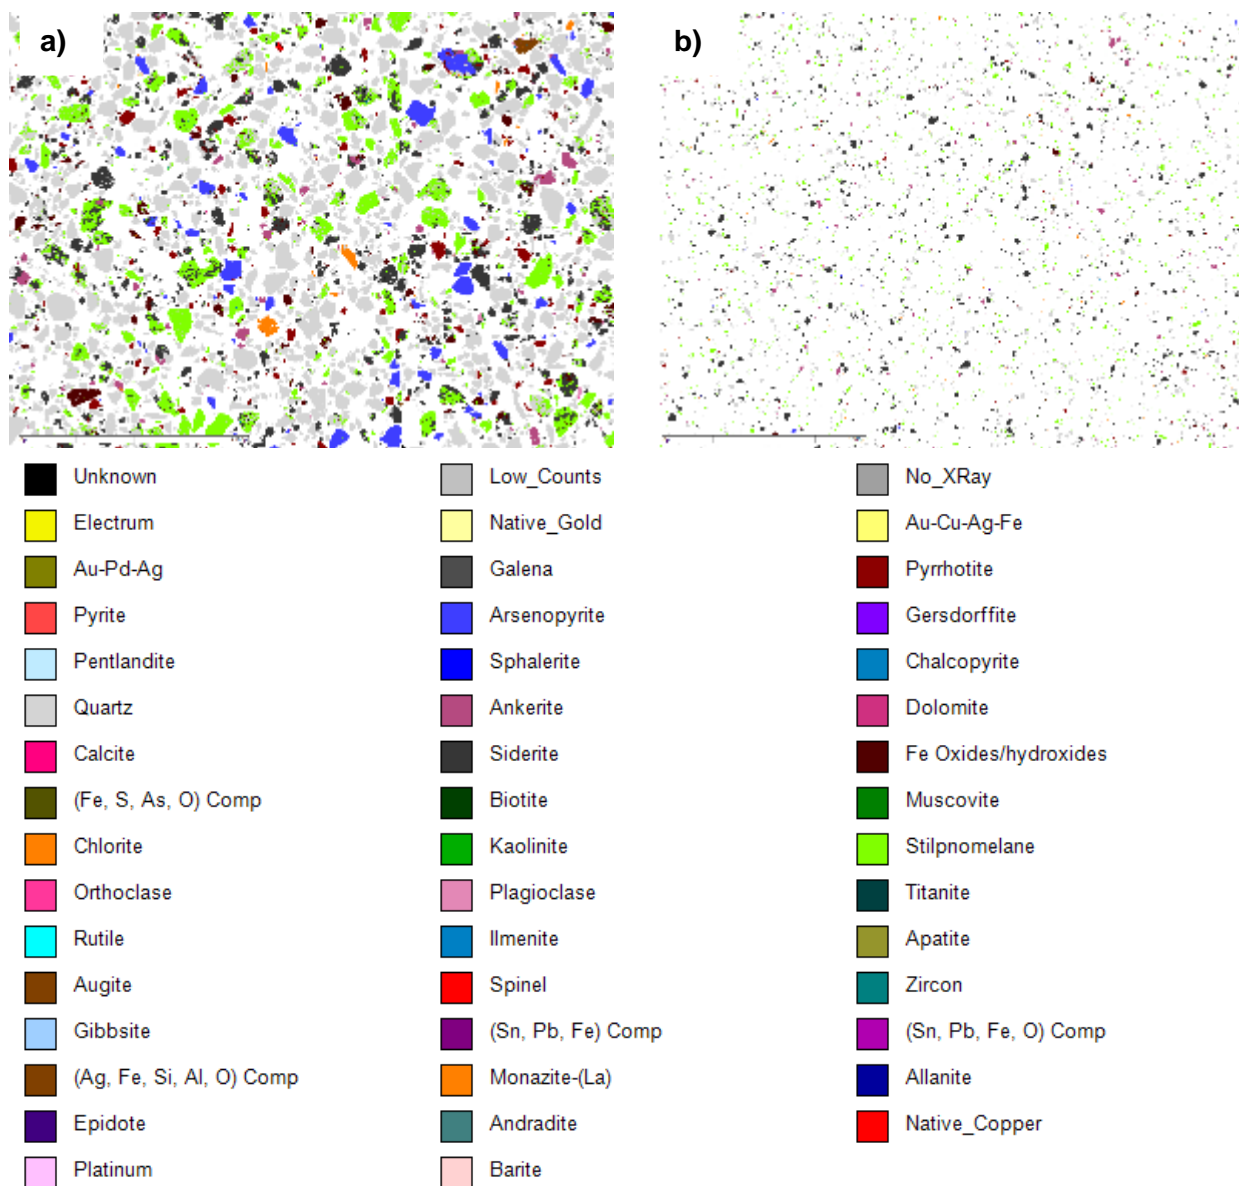 a) b)
Unknown Low_Counts No_XRay
Electrum Native_Gold Au-Cu-Ag-Fe
Au-Pd-Ag Galena Pyrrhotite
Pyrite Arsenopyrite Gersdorffite
Pentlandite Sphalerite Chalcopyrite
Quartz Ankerite Dolomite
Calcite Siderite Fe Oxides/hydroxides
(Fe, S, As, O) Comp Biotite Muscovite
Chlorite Kaolinite Stilpnomelane
Orthoclase Plagioclase Titanite
Rutile Ilmenite Apatite
Augite Spinel Zircon
Gibbsite (Sn, Pb, Fe) Comp (Sn, Pb, Fe, O) Comp
(Ag, Fe, Si, Al, O) Comp Monazite-(La) Allanite
Epidote Andradite Native_Copper
Platinum Barite